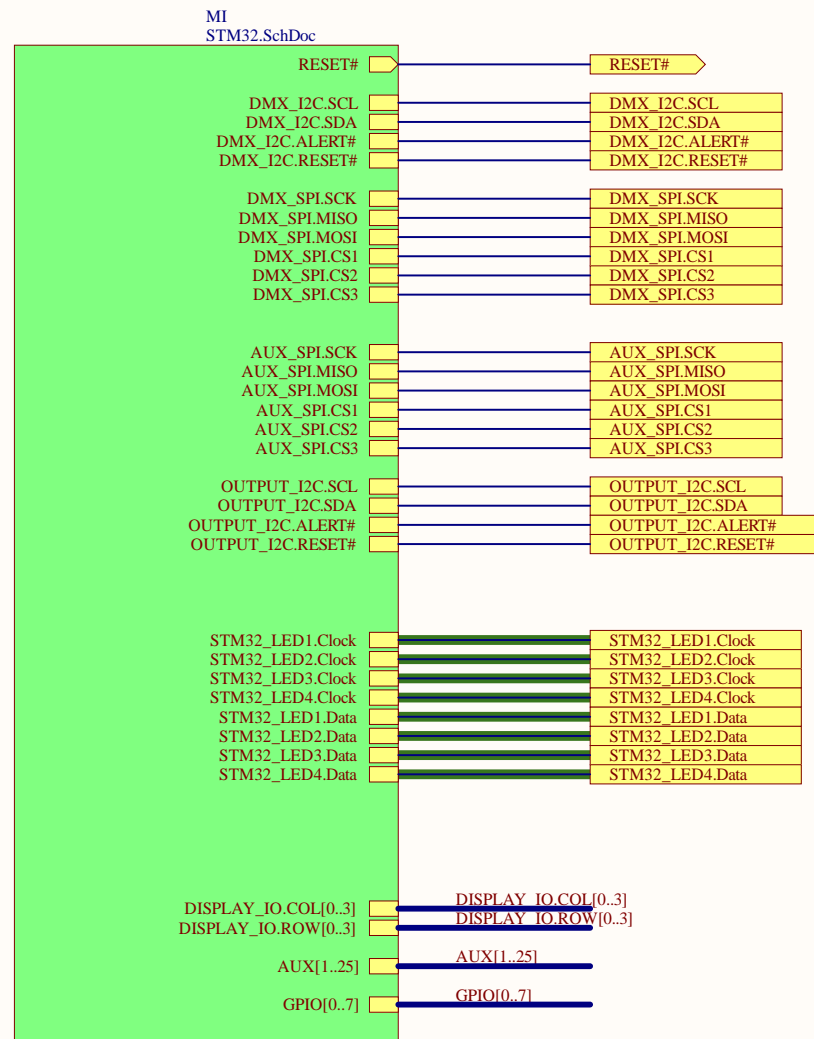 MI
STM32.SchDoc
RESET# RESET#
DMX_I2C.SCL DMX_I2C.SCL
DMX_I2C.SDA DMX_I2C.SDA
DMX_I2C.ALERT# DMX_I2C.ALERT#
DMX_I2C.RESET# DMX_I2C.RESET#
DMX_SPI.SCK DMX_SPI.SCK
DMX_SPI.MISO DMX_SPI.MISO
DMX_SPI.MOSI DMX_SPI.MOSI
DMX_SPI.CS1 DMX_SPI.CS1
DMX_SPI.CS2 DMX_SPI.CS2
DMX_SPI.CS3 DMX_SPI.CS3
AUX_SPI.SCK AUX_SPI.SCK
AUX_SPI.MISO AUX_SPI.MISO
AUX_SPI.MOSI AUX_SPI.MOSI
AUX_SPI.CS1 AUX_SPI.CS1
AUX_SPI.CS2 AUX_SPI.CS2
AUX_SPI.CS3 AUX_SPI.CS3
OUTPUT_I2C.SCL OUTPUT_I2C.SCL
OUTPUT_I2C.SDA OUTPUT_I2C.SDA
OUTPUT_I2C.ALERT# OUTPUT_I2C.ALERT#
OUTPUT_I2C.RESET# OUTPUT_I2C.RESET#
STM32_LED1.Clock STM32_LED1.Clock
STM32_LED2.Clock STM32_LED2.Clock
STM32_LED3.Clock STM32_LED3.Clock
STM32_LED4.Clock STM32_LED4.Clock
STM32_LED1.Data STM32_LED1.Data
STM32_LED2.Data STM32_LED2.Data
STM32_LED3.Data STM32_LED3.Data
STM32_LED4.Data STM32_LED4.Data
DISPLAY_IO.COL[0..3] DISPLAY_IO.COL[0..3]
DISPLAY_IO.ROW[0..3] DISPLAY_IO.ROW[0..3]
AUX[1..25] AUX[1..25]
GPIO[0..7] GPIO[0..7]